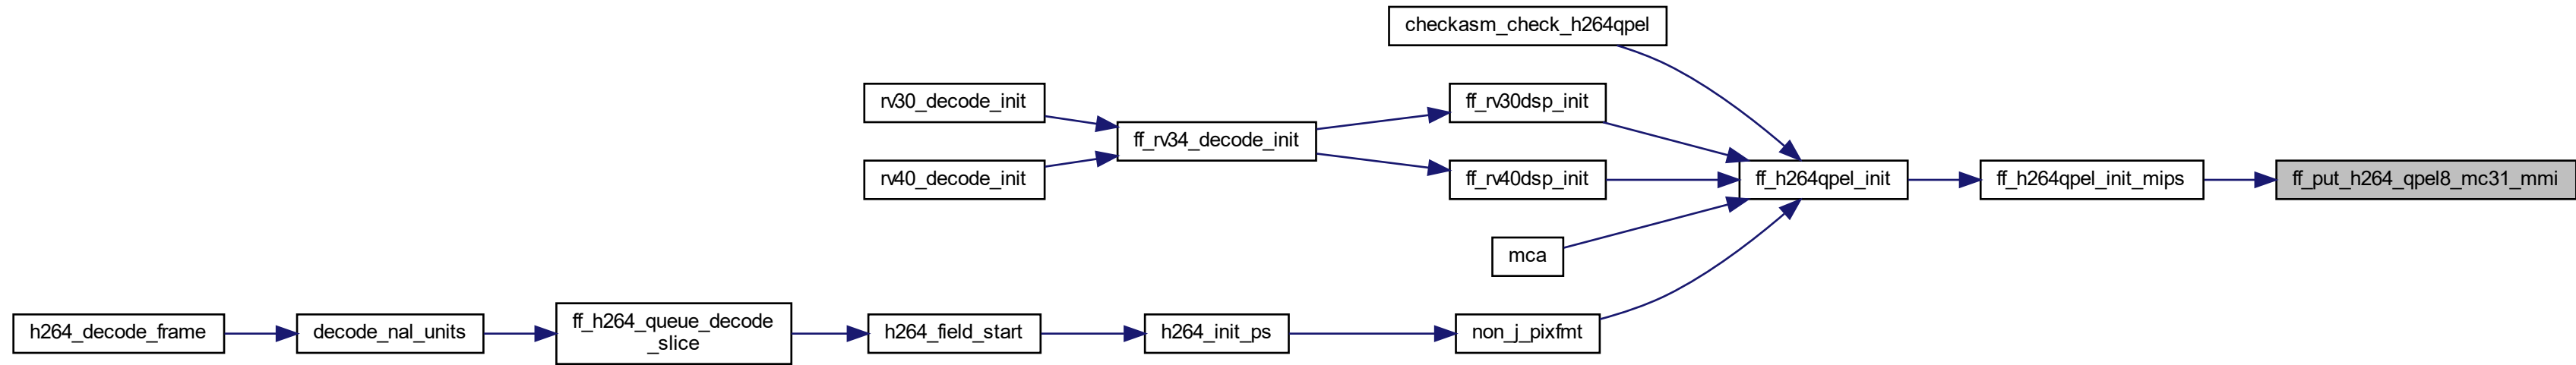 checkasm_check_h264qpel
rv30_decode_init
ff_rv30dsp_init
ff_rv34_decode_init
rv40_decode_init
ff_rv40dsp_init
ff_h264qpel_init
ff_h264qpel_init_mips
ff_put_h264_qpel8_mc31_mmi
mca
h264_decode_frame
decode_nal_units
ff_h264_queue_decode
_slice
h264_field_start
h264_init_ps
non_j_pixfmt